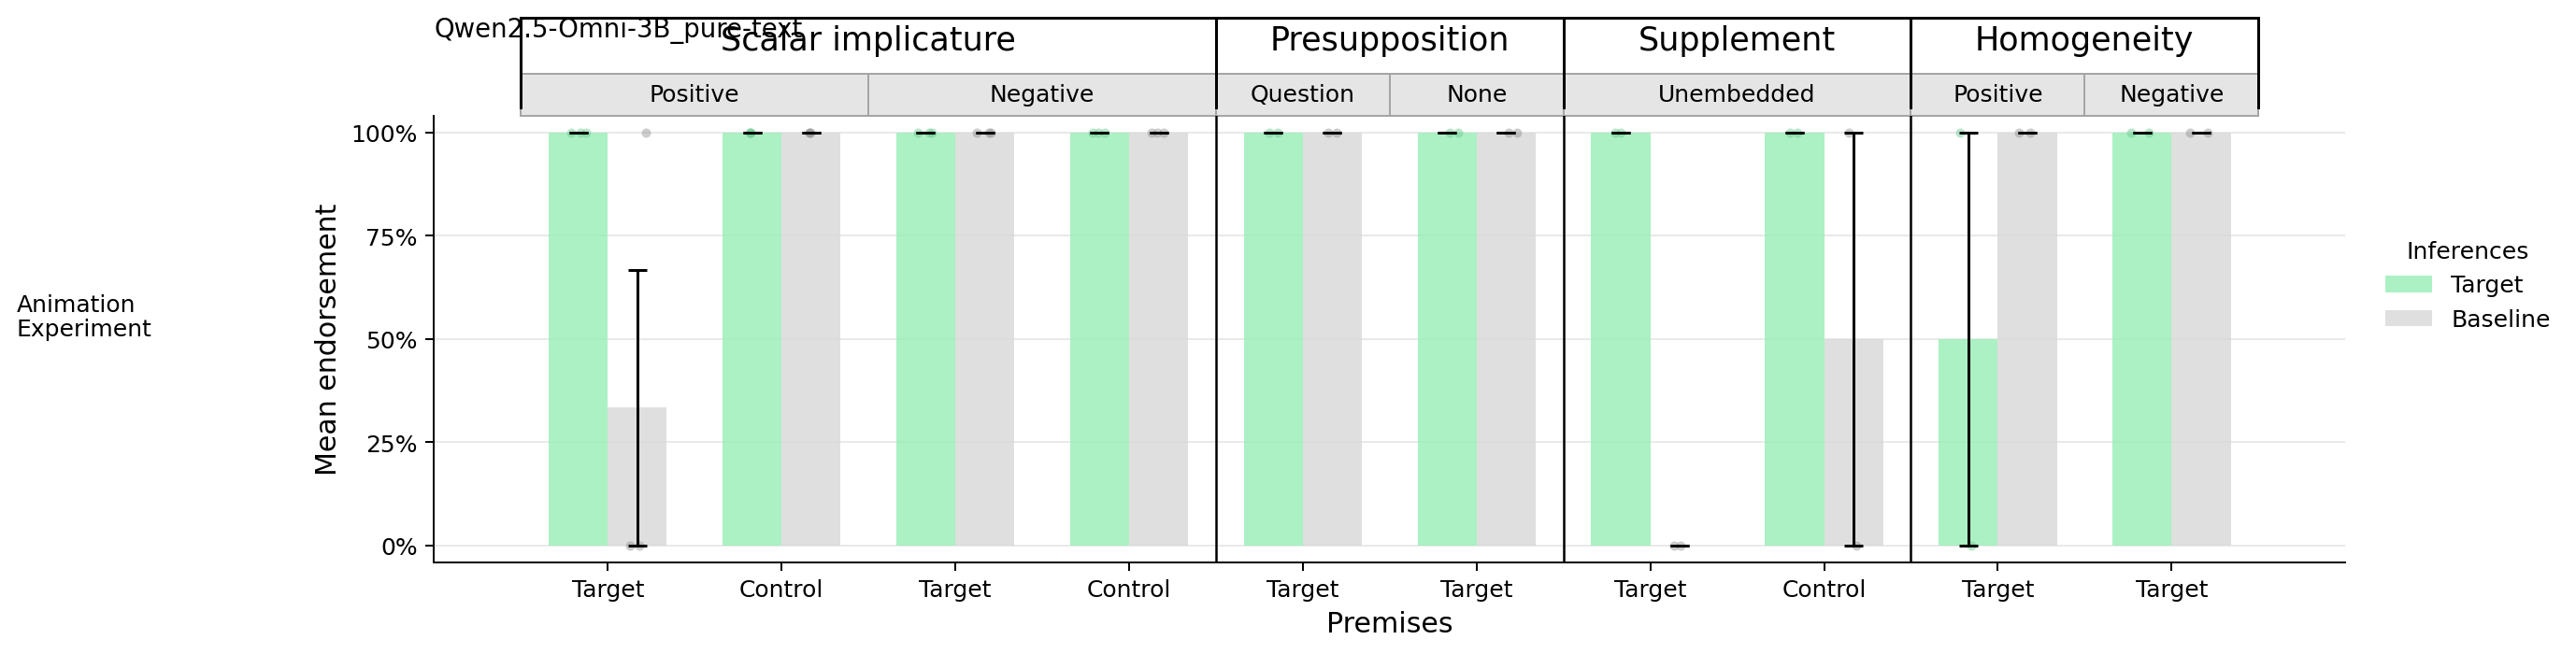 Qwen2.5-Omni-3B_pure-text
Scalar implicature Presupposition Supplement Homogeneity
Positive Negative Question None Unembedded Positive Negative
100%
75%
50%
25%
0%
Mean endorsement
Animation
Experiment
Inferences
Target
Baseline
Target Control Target Control Target Target Target Control Target Target
Premises